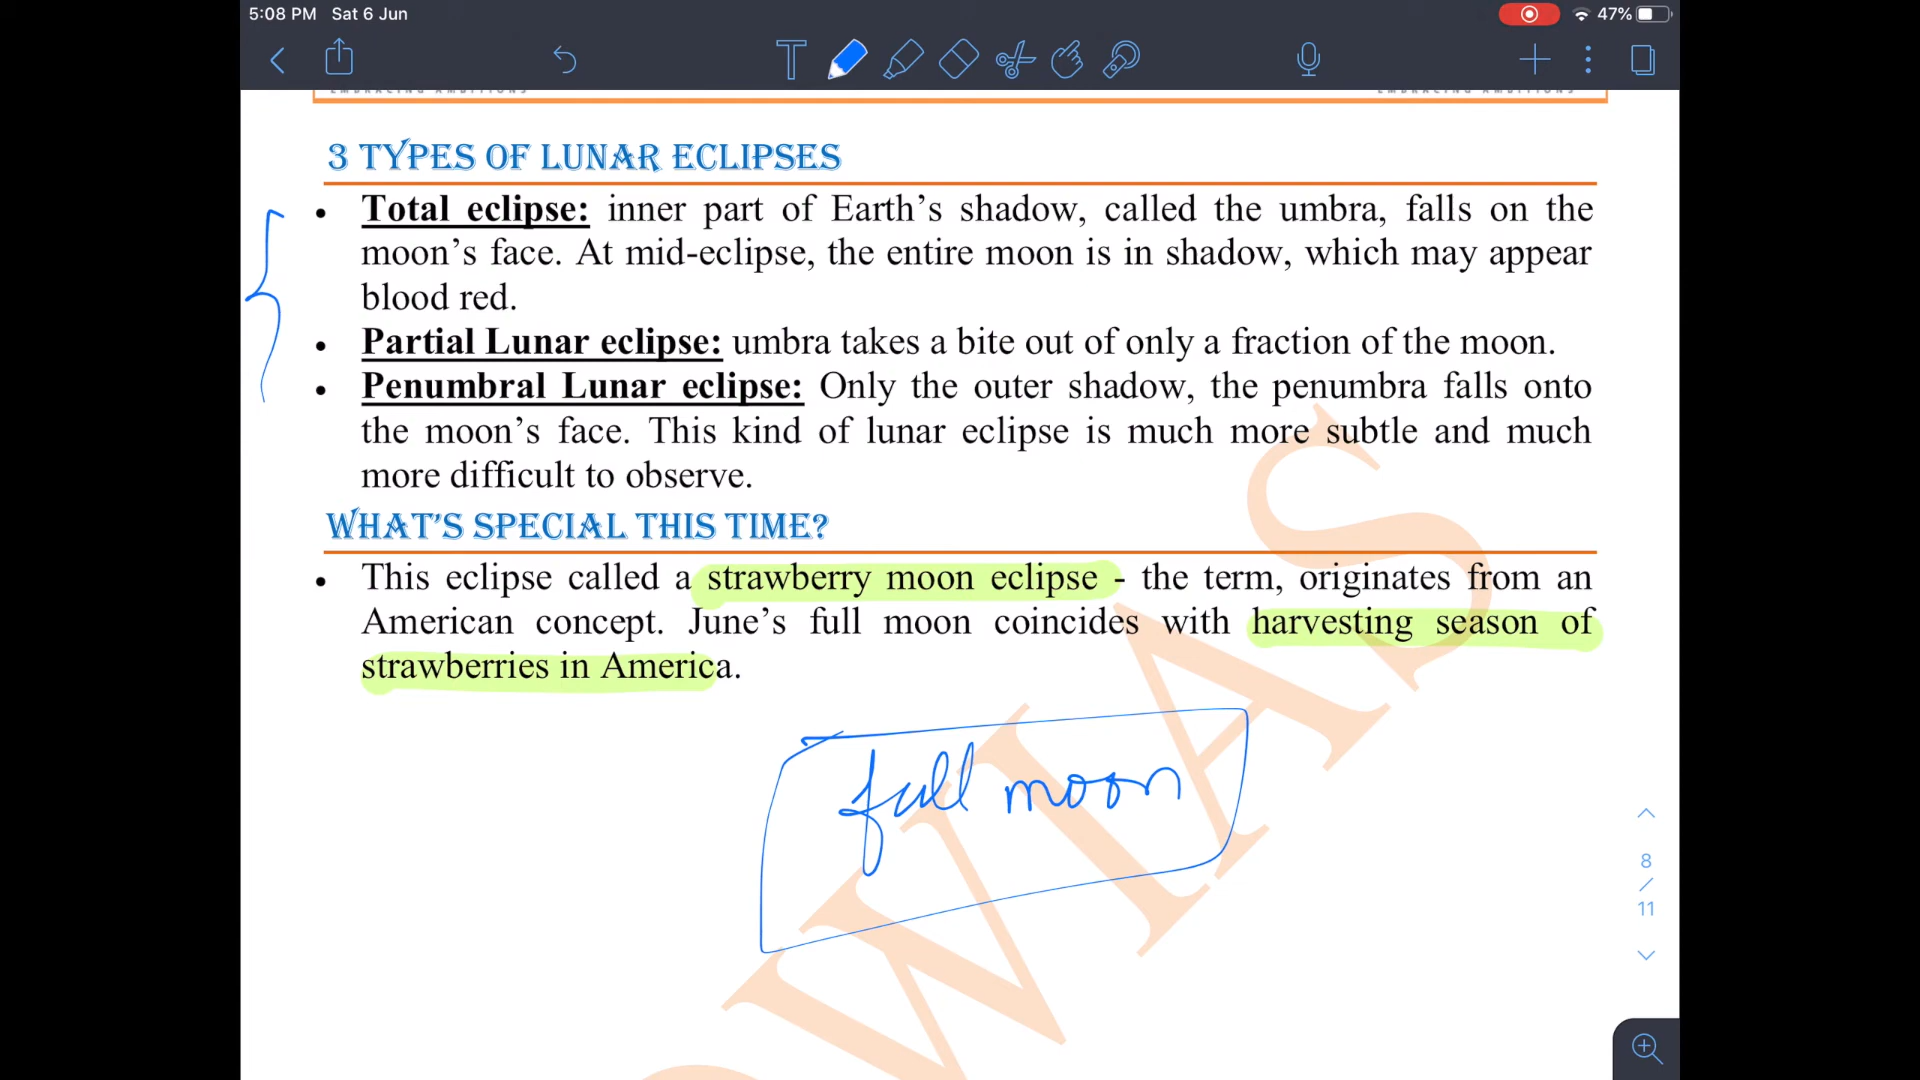 5:08 PM Sat 6 Jun
47%
EMBRACING AMBITIONS
EMBRACING AMBITIONS
3 TYPES OF LUNAR ECLIPSES
• Total eclipse: inner part of Earth’s shadow, called the umbra, falls on the
moon’s face. At mid-eclipse, the entire moon is in shadow, which may appear
blood red.
• Partial Lunar eclipse: umbra takes a bite out of only a fraction of the moon.
• Penumbral Lunar eclipse: Only the outer shadow, the penumbra falls onto
the moon’s face. This kind of lunar eclipse is much more subtle and much
more difficult to observe.
WHAT’S SPECIAL THIS TIME?
• This eclipse called a strawberry moon eclipse - the term, originates from an
American concept. June’s full moon coincides with harvesting season of
strawberries in America.
full moon
8
/
11
WIAS